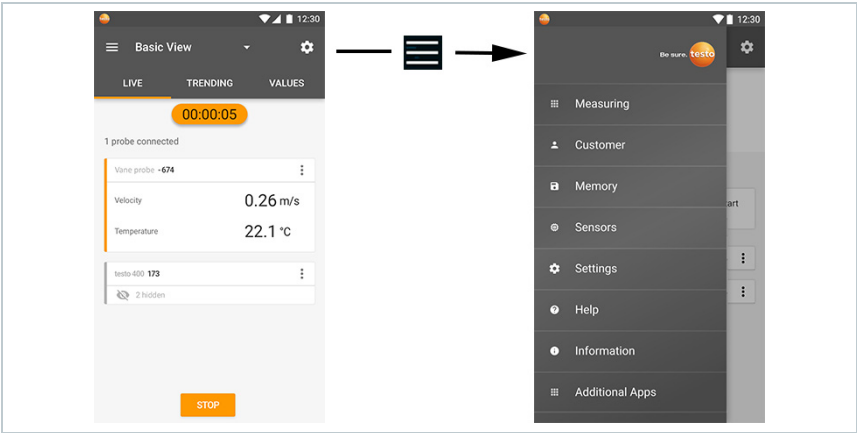 testo
12:30
Basic View
LIVE TRENDING VALUES
00:00:05
1 probe connected
Vane probe -674
Velocity 0.26 m/s
Temperature 22.1 °C
testo 400 173
2 hidden
STOP
12:30
Be sure. testo
Measuring
Customer
Memory
Sensors
Settings
Help
Information
Additional Apps
art